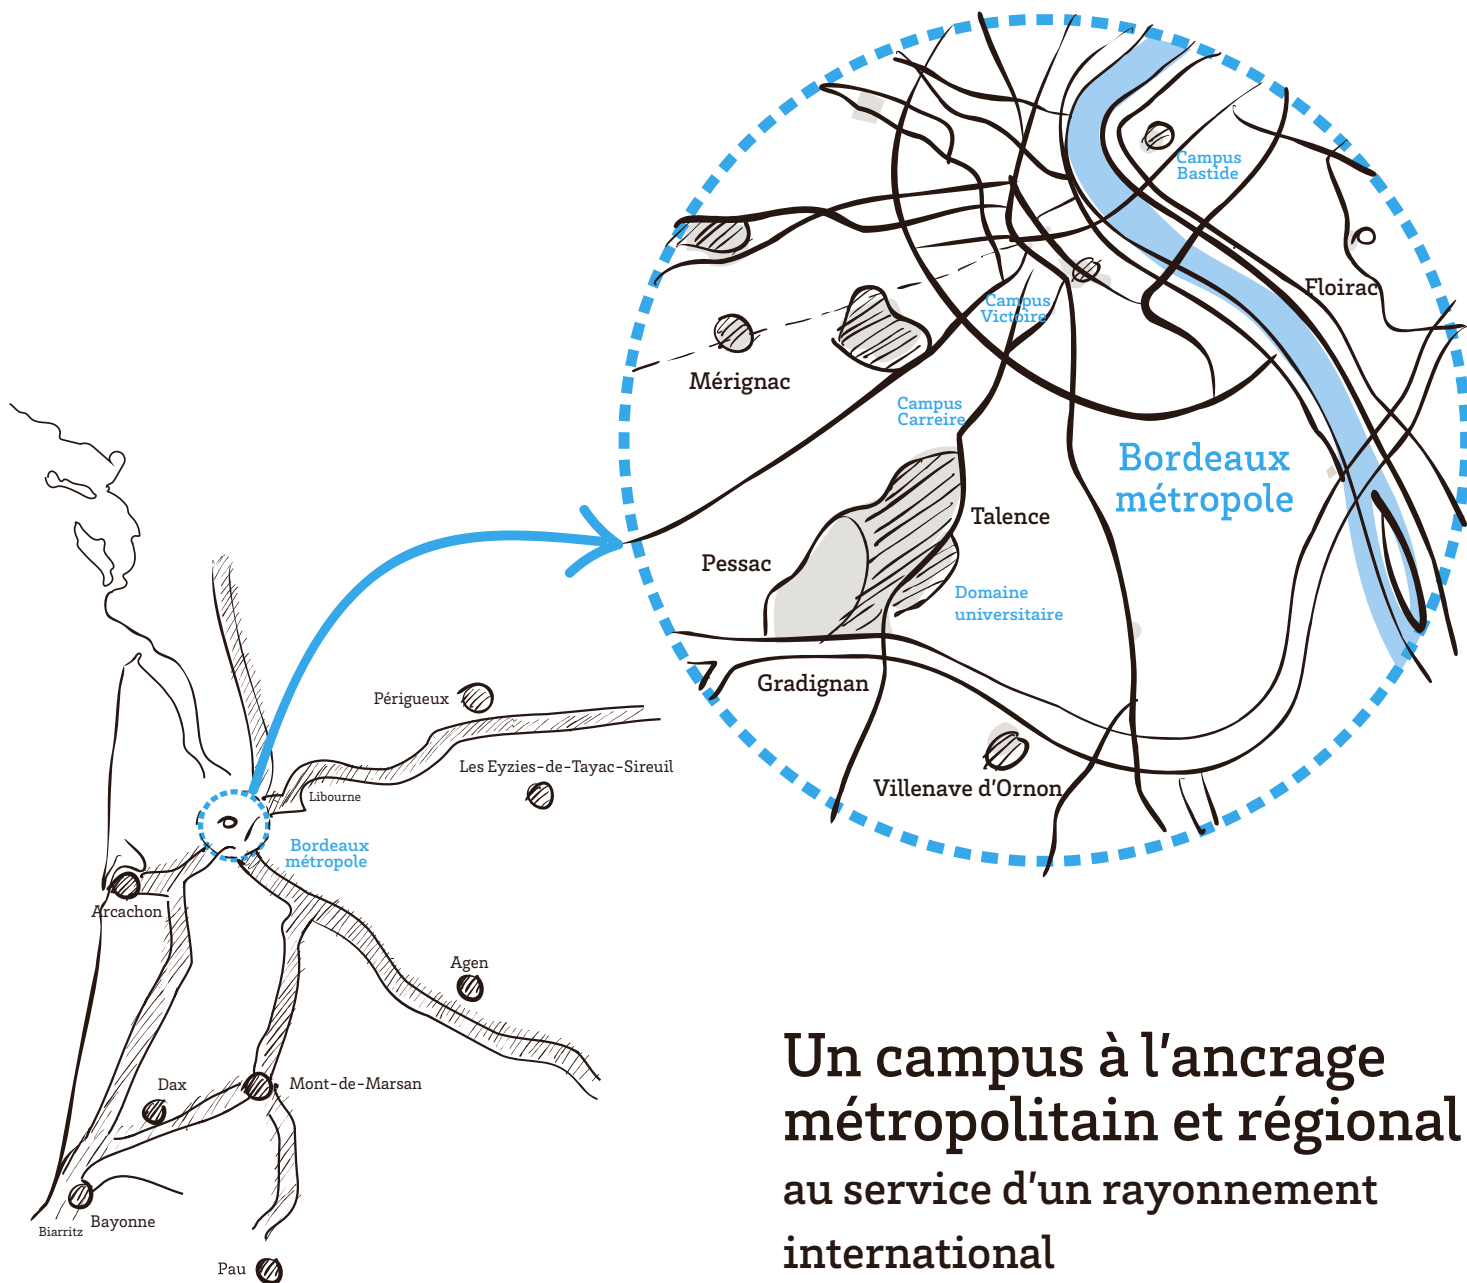 Campus
Bastide
Floirac
Campus
Victoire
Mérignac
Campus
Carreire
Bordeaux
métropole
Talence
Pessac
Domaine
universitaire
Gradignan
Villenave d'Ornon
Périgueux
Les Eyzies-de-Tayac-Sireuil
Libourne
Bordeaux
métropole
Arcachon
Agen
Dax
Mont-de-Marsan
Bayonne
Biarritz
Pau
Un campus à l'ancrage
métropolitain et régional
au service d'un rayonnement
international